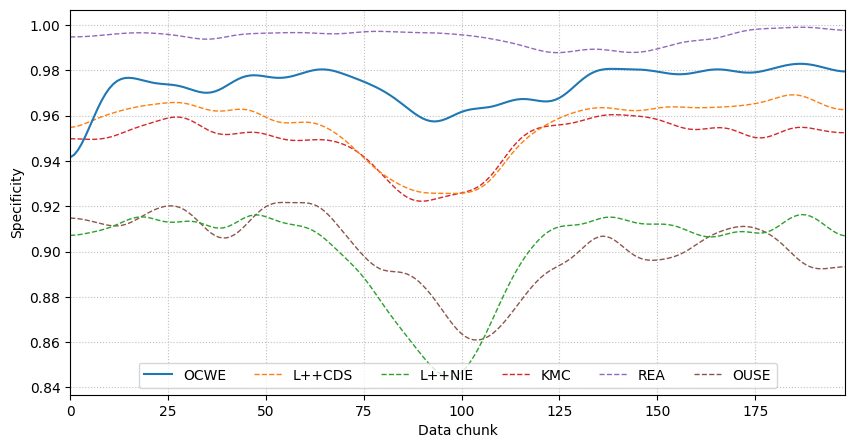 1.00
0.98
0.96
0.94
0.92
0.90
0.88
0.86
0.84
Specificity
OCWE L++CDS L++NIE KMC REA OUSE
0 25 50 75 100 125 150 175
Data chunk